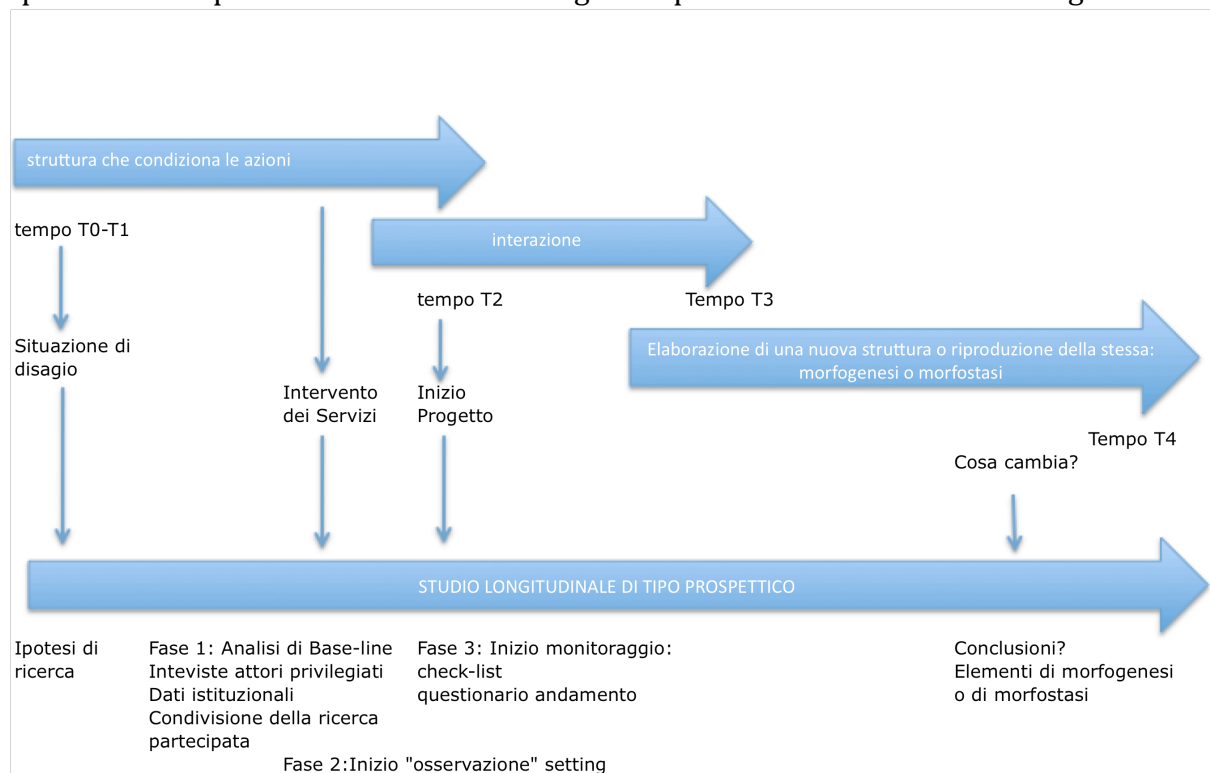 struttura che condiziona le azioni
tempo T0-T1
interazione
tempo T2
Tempo T3
Situazione di
disagio
Elaborazione di una nuova struttura o riproduzione della stessa:
morfogenesi o morfostasi
Intervento
dei Servizi
Inizio
Progetto
Tempo T4
Cosa cambia?
STUDIO LONGITUDINALE DI TIPO PROSPETTICO
Ipotesi di
ricerca
Fase 1: Analisi di Base-line
Inteviste attori privilegiati
Dati istituzionali
Condivisione della ricerca
partecipata
Fase 2:Inizio "osservazione" setting
Fase 3: Inizio monitoraggio:
check-list
questionario andamento
Conclusioni?
Elementi di morfogenesi
o di morfostasi